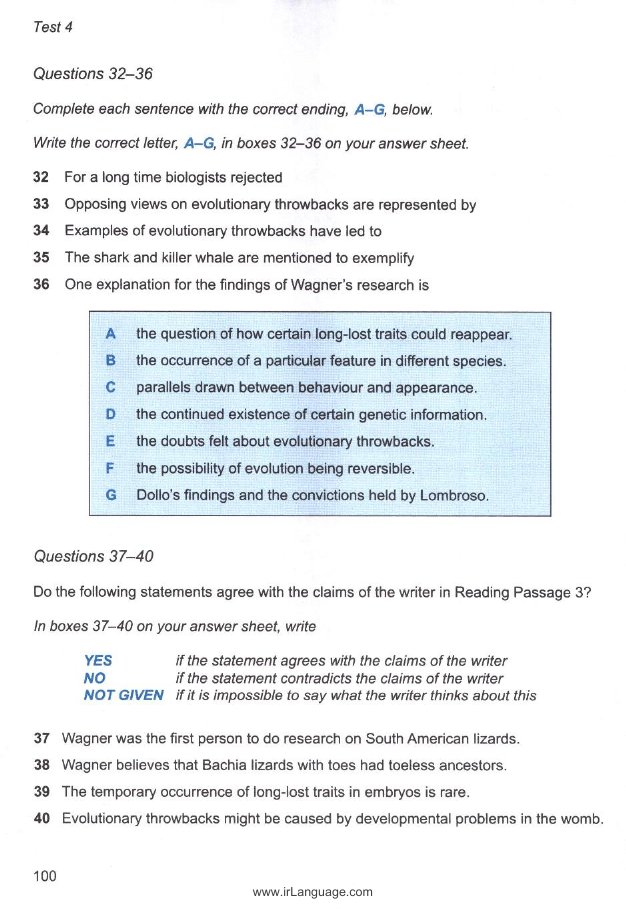 Test 4
Questions 32–36
Complete each sentence with the correct ending, A–G, below.
Write the correct letter, A–G, in boxes 32–36 on your answer sheet.
32 For a long time biologists rejected
33 Opposing views on evolutionary throwbacks are represented by
34 Examples of evolutionary throwbacks have led to
35 The shark and killer whale are mentioned to exemplify
36 One explanation for the findings of Wagner's research is
A the question of how certain long-lost traits could reappear.
B the occurrence of a particular feature in different species.
C parallels drawn between behaviour and appearance.
D the continued existence of certain genetic information.
E the doubts felt about evolutionary throwbacks.
F the possibility of evolution being reversible.
G Dollo's findings and the convictions held by Lombroso.
Questions 37–40
Do the following statements agree with the claims of the writer in Reading Passage 3?
In boxes 37–40 on your answer sheet, write
YES if the statement agrees with the claims of the writer
NO if the statement contradicts the claims of the writer
NOT GIVEN if it is impossible to say what the writer thinks about this
37 Wagner was the first person to do research on South American lizards.
38 Wagner believes that Bachia lizards with toes had toeless ancestors.
39 The temporary occurrence of long-lost traits in embryos is rare.
40 Evolutionary throwbacks might be caused by developmental problems in the womb.
100
www.irLanguage.com